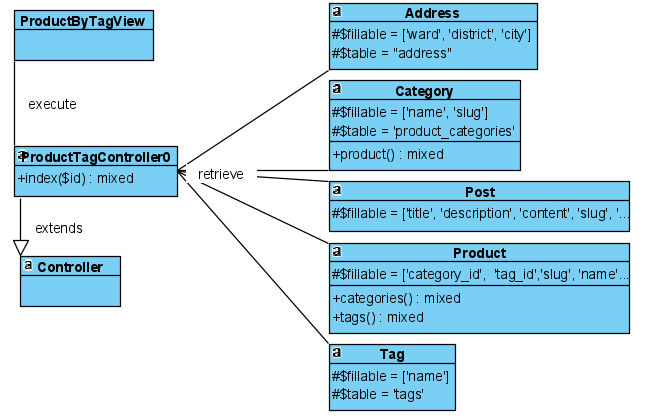 ProductByTagView
execute
a
ProductTagController0
+index($id) : mixed
extends
a
Controller
retrieve
a
Address
#$fillable = ['ward', 'district', 'city']
#$table = "address"
a
Category
#$fillable = ['name', 'slug']
#$table = 'product_categories'
+product() : mixed
a
Post
#$fillable = ['title', 'description', 'content', 'slug', '...
a
Product
#$fillable = ['category_id', 'tag_id','slug', 'name'...
+categories() : mixed
+tags() : mixed
a
Tag
#$fillable = ['name']
#$table = 'tags'